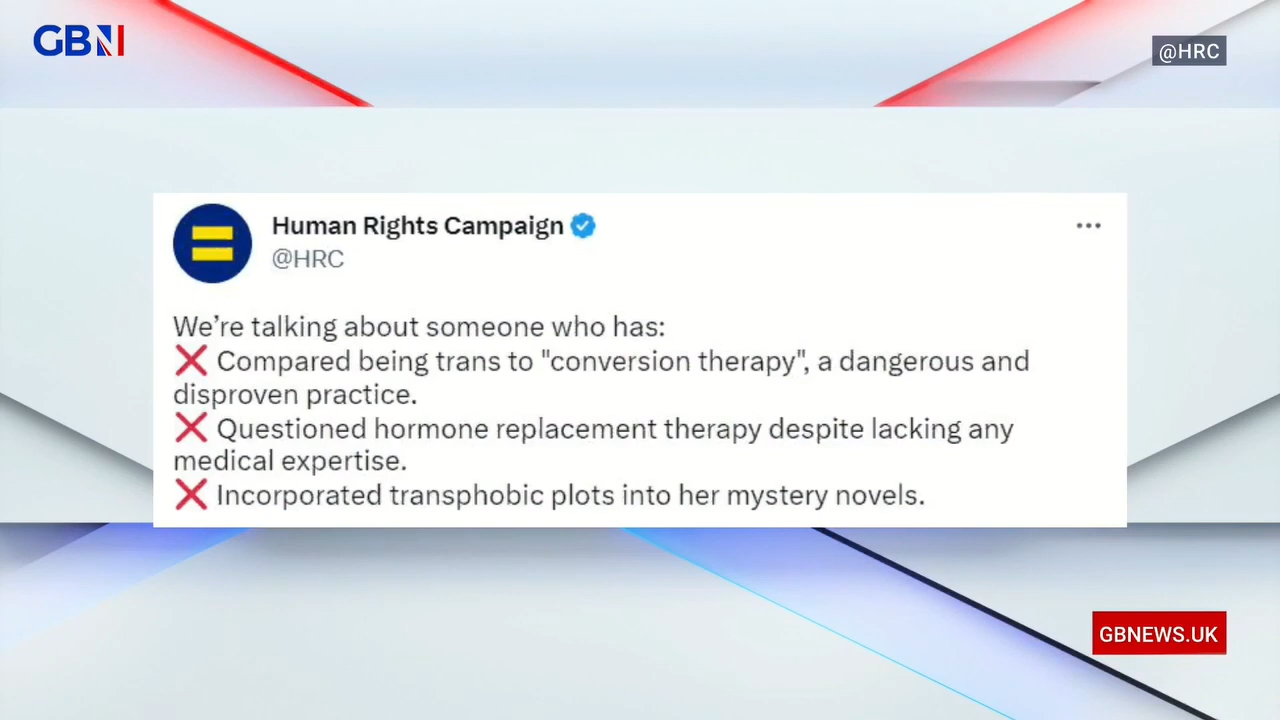 GBN
@HRC
Human Rights Campaign
@HRC
We’re talking about someone who has:
❌ Compared being trans to "conversion therapy", a dangerous and
disproven practice.
❌ Questioned hormone replacement therapy despite lacking any
medical expertise.
❌ Incorporated transphobic plots into her mystery novels.
GBNEWS.UK